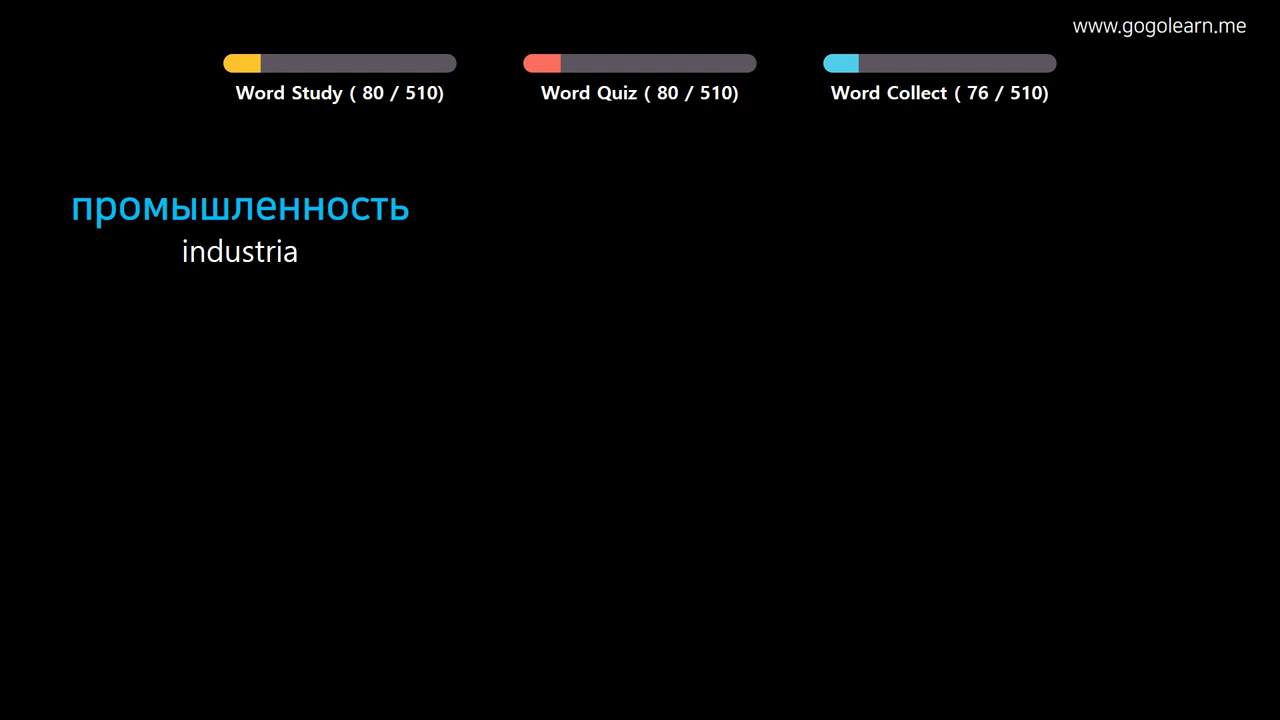 www.gogolearn.me
Word Study ( 80 / 510)
Word Quiz ( 80 / 510)
Word Collect ( 76 / 510)
промышленность
industria